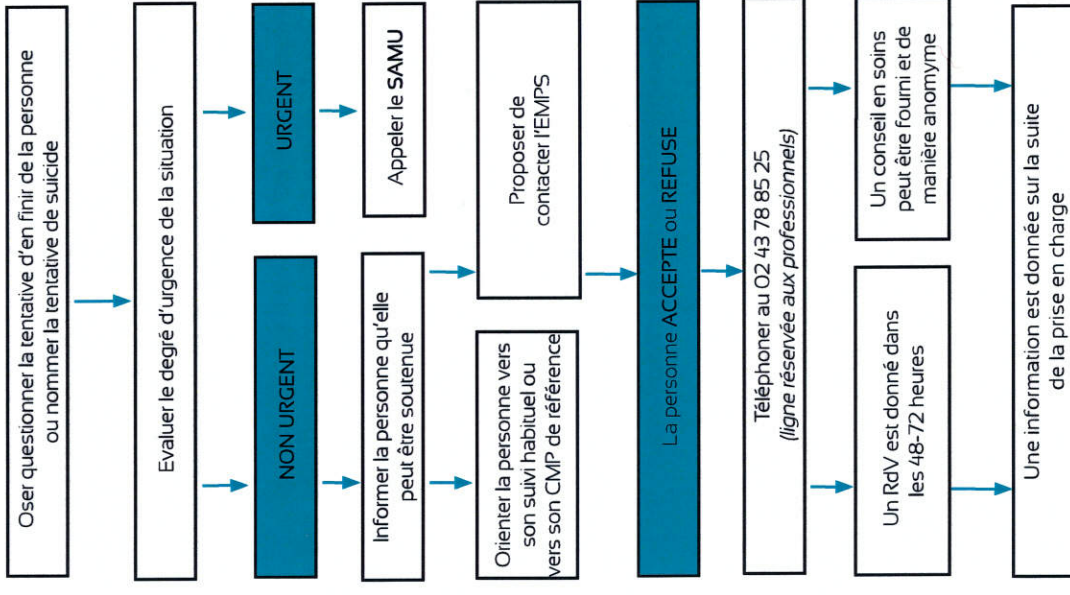 Oser questionner la tentative d'en finir de la personne
ou nommer la tentative de suicide
Evaluer le degré d'urgence de la situation
NON URGENT
URGENT
Informer la personne qu'elle
peut être soutenue
Appeler le SAMU
Orienter la personne vers
son suivi habituel ou
vers son CMP de référence
Proposer de
contacter l'EMPS
La personne ACCEPTE ou REFUSE
Téléphoner au 02 43 78 85 25
(ligne réservée aux professionnels)
Un RdV est donné dans
les 48-72 heures
Un conseil en soins
peut être fourni et de
manière anomyme
Une information est donnée sur la suite
de la prise en charge